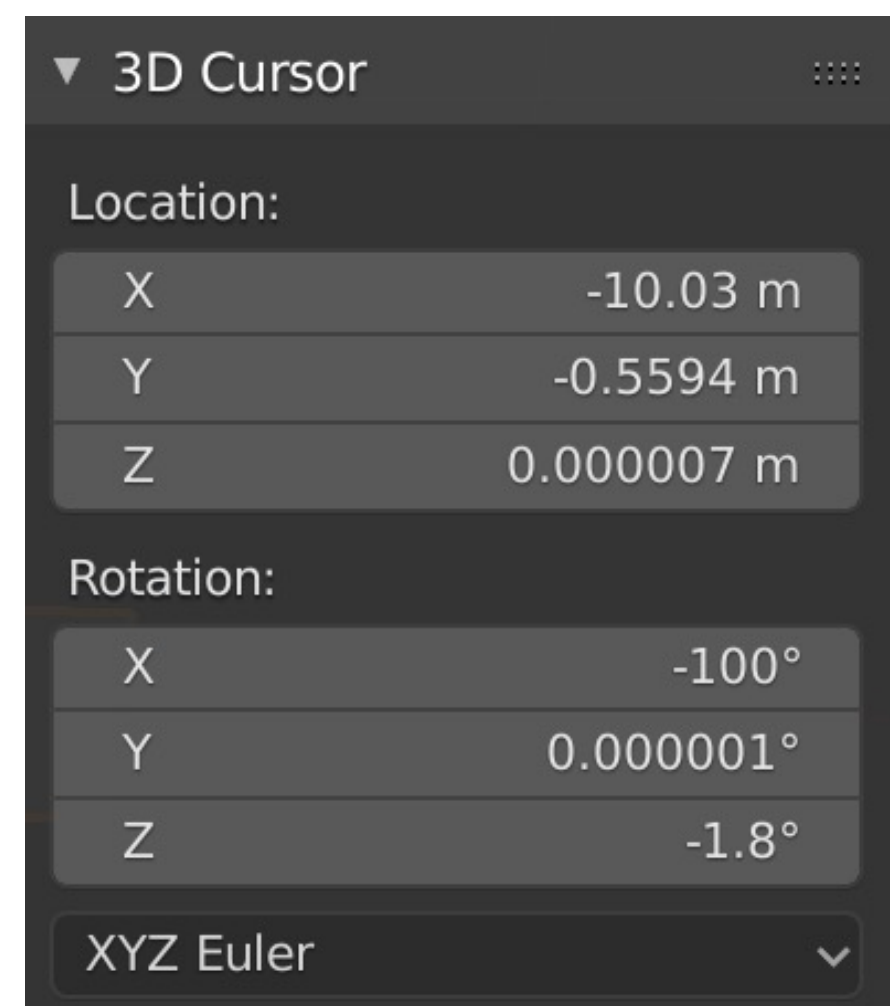 3D Cursor
Location:
X -10.03 m
Y -0.5594 m
Z 0.000007 m
Rotation:
X -100°
Y 0.000001°
Z -1.8°
XYZ Euler